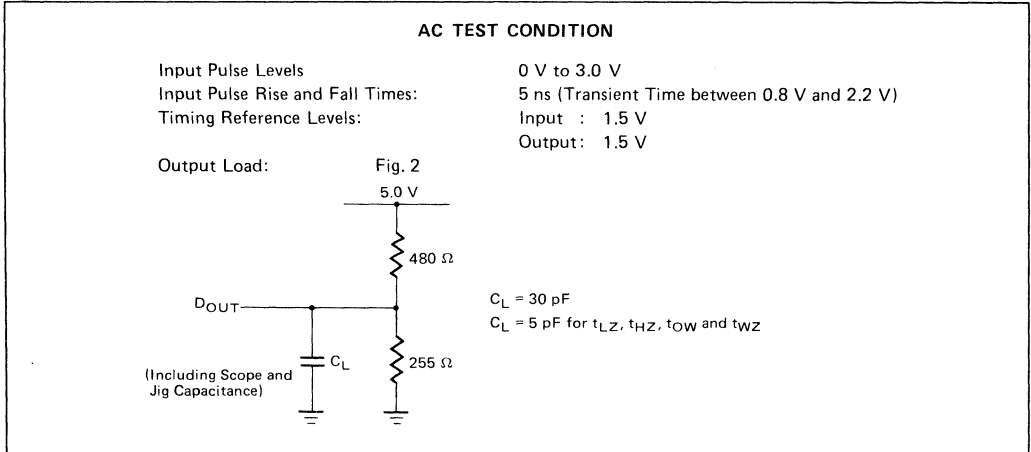 AC TEST CONDITION
Input Pulse Levels 0 V to 3.0 V
Input Pulse Rise and Fall Times: 5 ns (Transient Time between 0.8 V and 2.2 V)
Timing Reference Levels: Input : 1.5 V
Output: 1.5 V
Output Load: Fig. 2
5.0 V
480 Ω
DOUT
CL = 30 pF
CL = 5 pF for tLZ, tHZ, tOW and tWZ
CL
255 Ω
(Including Scope and
Jig Capacitance)